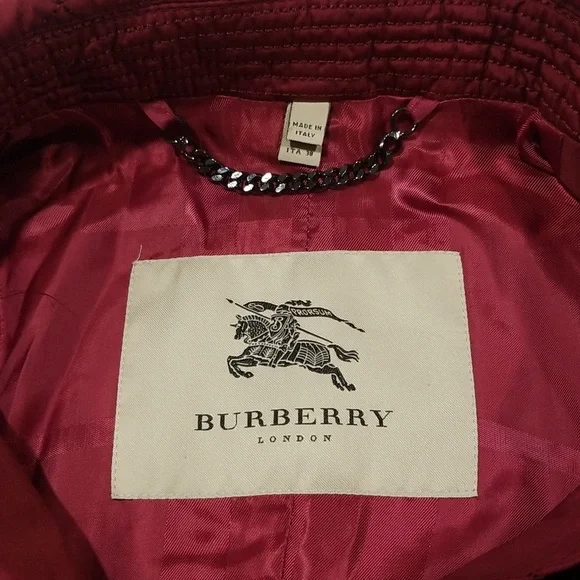 MADE IN
ITALY
ITA 38
PRORSUM
BURBERRY
LONDON